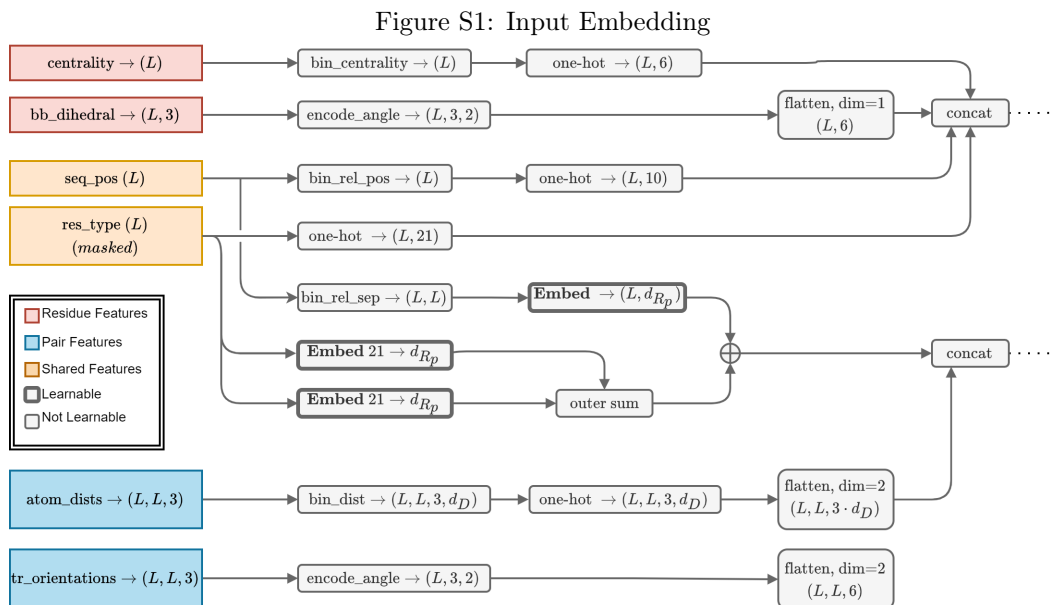 Figure S1: Input Embedding
centrality → (L)
bin_centrality → (L)
one-hot → (L, 6)
bb_dihedral → (L, 3)
encode_angle → (L, 3, 2)
flatten, dim=1
(L, 6)
concat
seq_pos (L)
bin_rel_pos → (L)
one-hot → (L, 10)
res_type (L)
(masked)
one-hot → (L, 21)
bin_rel_sep → (L, L)
Embed → (L, d_{R_p})
Residue Features
Pair Features
Shared Features
Learnable
Not Learnable
Embed 21 → d_{R_p}
concat
Embed 21 → d_{R_p}
outer sum
atom_dists → (L, L, 3)
bin_dist → (L, L, 3, d_D)
one-hot → (L, L, 3, d_D)
flatten, dim=2
(L, L, 3 · d_D)
tr_orientations → (L, L, 3)
encode_angle → (L, 3, 2)
flatten, dim=2
(L, L, 6)